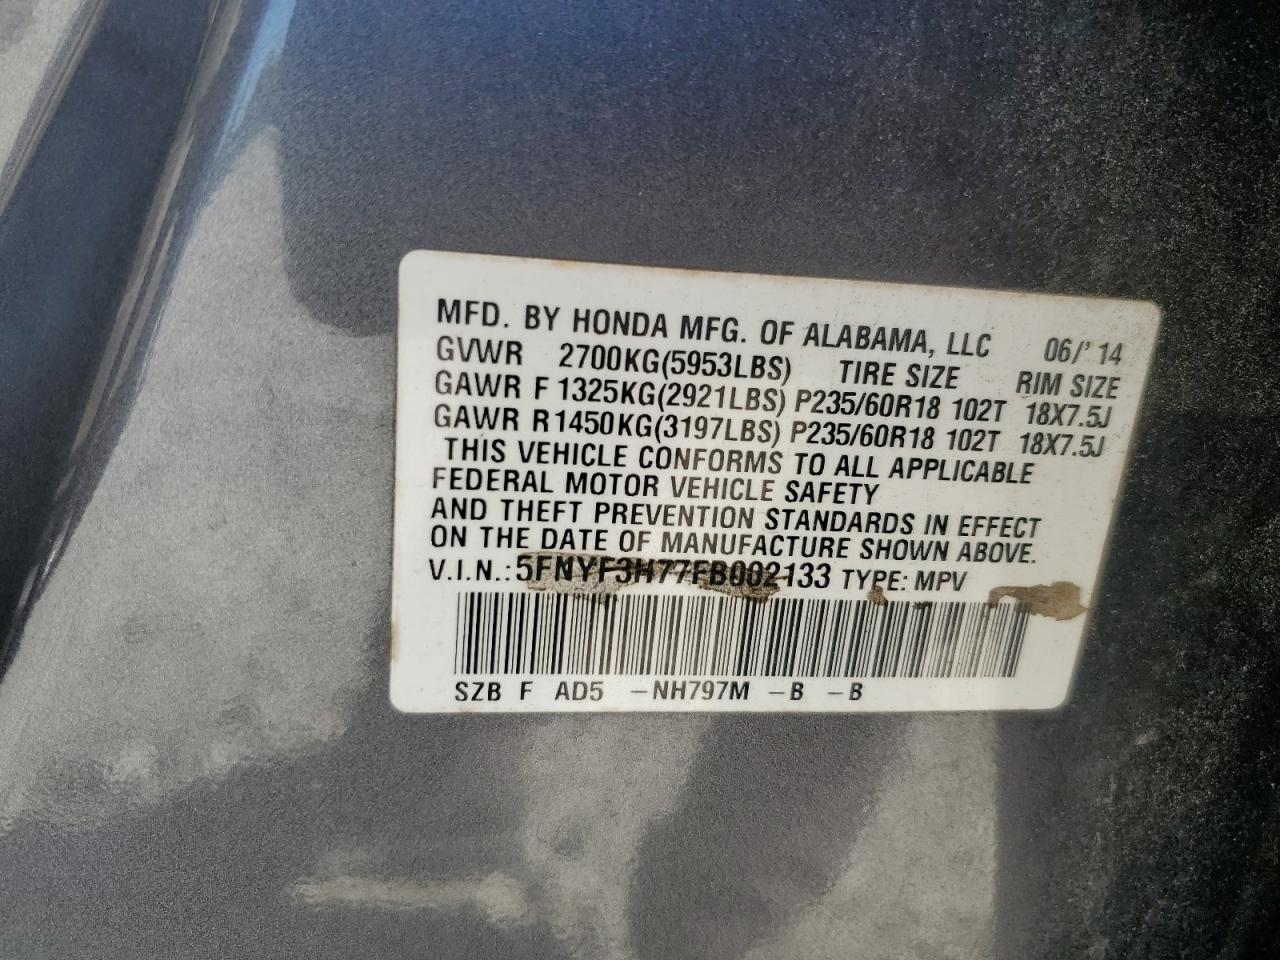 MFD. BY HONDA MFG. OF ALABAMA, LLC 06/'14
GVWR 2700KG(5953LBS) TIRE SIZE RIM SIZE
GAWR F 1325KG(2921LBS) P235/60R18 102T 18X7.5J
GAWR R1450KG(3197LBS) P235/60R18 102T 18X7.5J
THIS VEHICLE CONFORMS TO ALL APPLICABLE
FEDERAL MOTOR VEHICLE SAFETY
AND THEFT PREVENTION STANDARDS IN EFFECT
ON THE DATE OF MANUFACTURE SHOWN ABOVE.
V.I.N.: 5FNYF3H77FB002133 TYPE: MPV
SZB F AD5 -NH797M -B -B